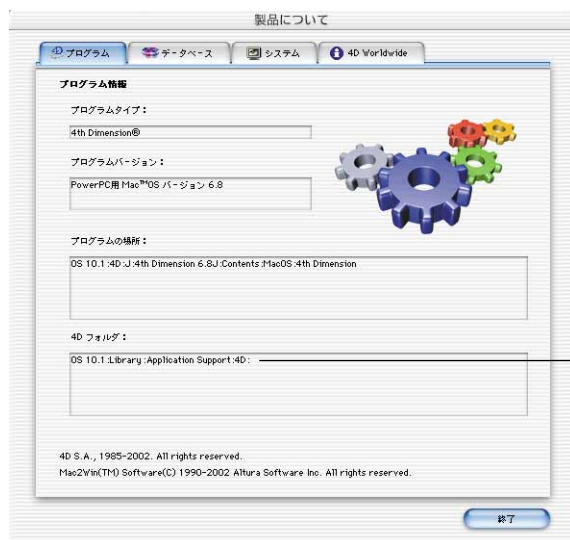 製品について
プログラム
データベース
システム
4D Worldwide
プログラム情報
プログラムタイプ：
4th Dimension®
プログラムバージョン：
PowerPC用 Mac™OS バージョン 6.8
プログラムの場所：
OS 10.1:4D:J:4th Dimension 6.8J:Contents:MacOS:4th Dimension
4D フォルダ：
OS 10.1:Library:Application Support:4D:
4D S.A., 1985-2002. All rights reserved.
Mac2Win(TM) Software(C) 1990-2002 Altura Software Inc. All rights reserved.
終了